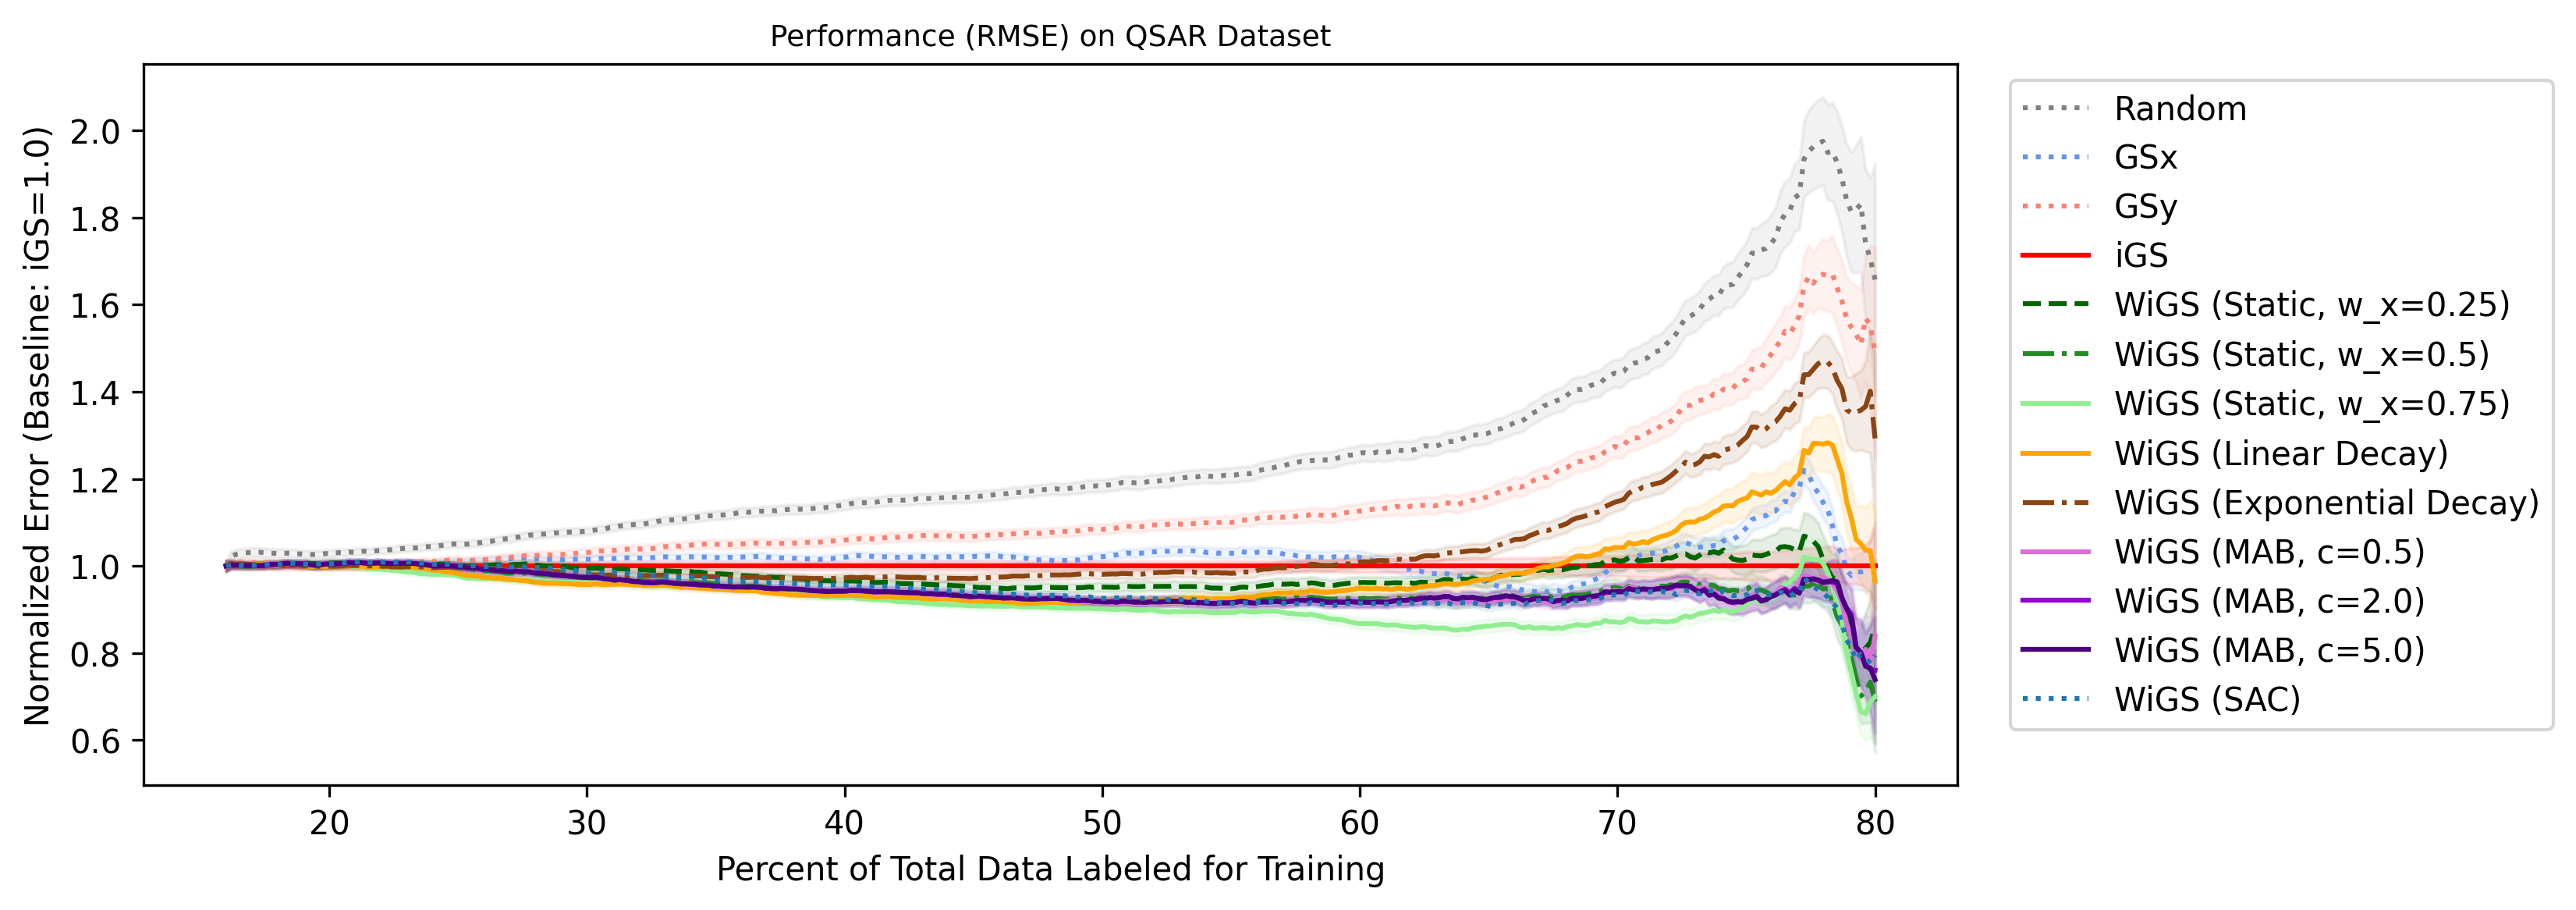 Performance (RMSE) on QSAR Dataset
Normalized Error (Baseline: iGS=1.0)
2.0
1.8
1.6
1.4
1.2
1.0
0.8
0.6
20
30
40
50
60
70
80
Percent of Total Data Labeled for Training
Random
GSx
GSy
iGS
WiGS (Static, w_x=0.25)
WiGS (Static, w_x=0.5)
WiGS (Static, w_x=0.75)
WiGS (Linear Decay)
WiGS (Exponential Decay)
WiGS (MAB, c=0.5)
WiGS (MAB, c=2.0)
WiGS (MAB, c=5.0)
WiGS (SAC)